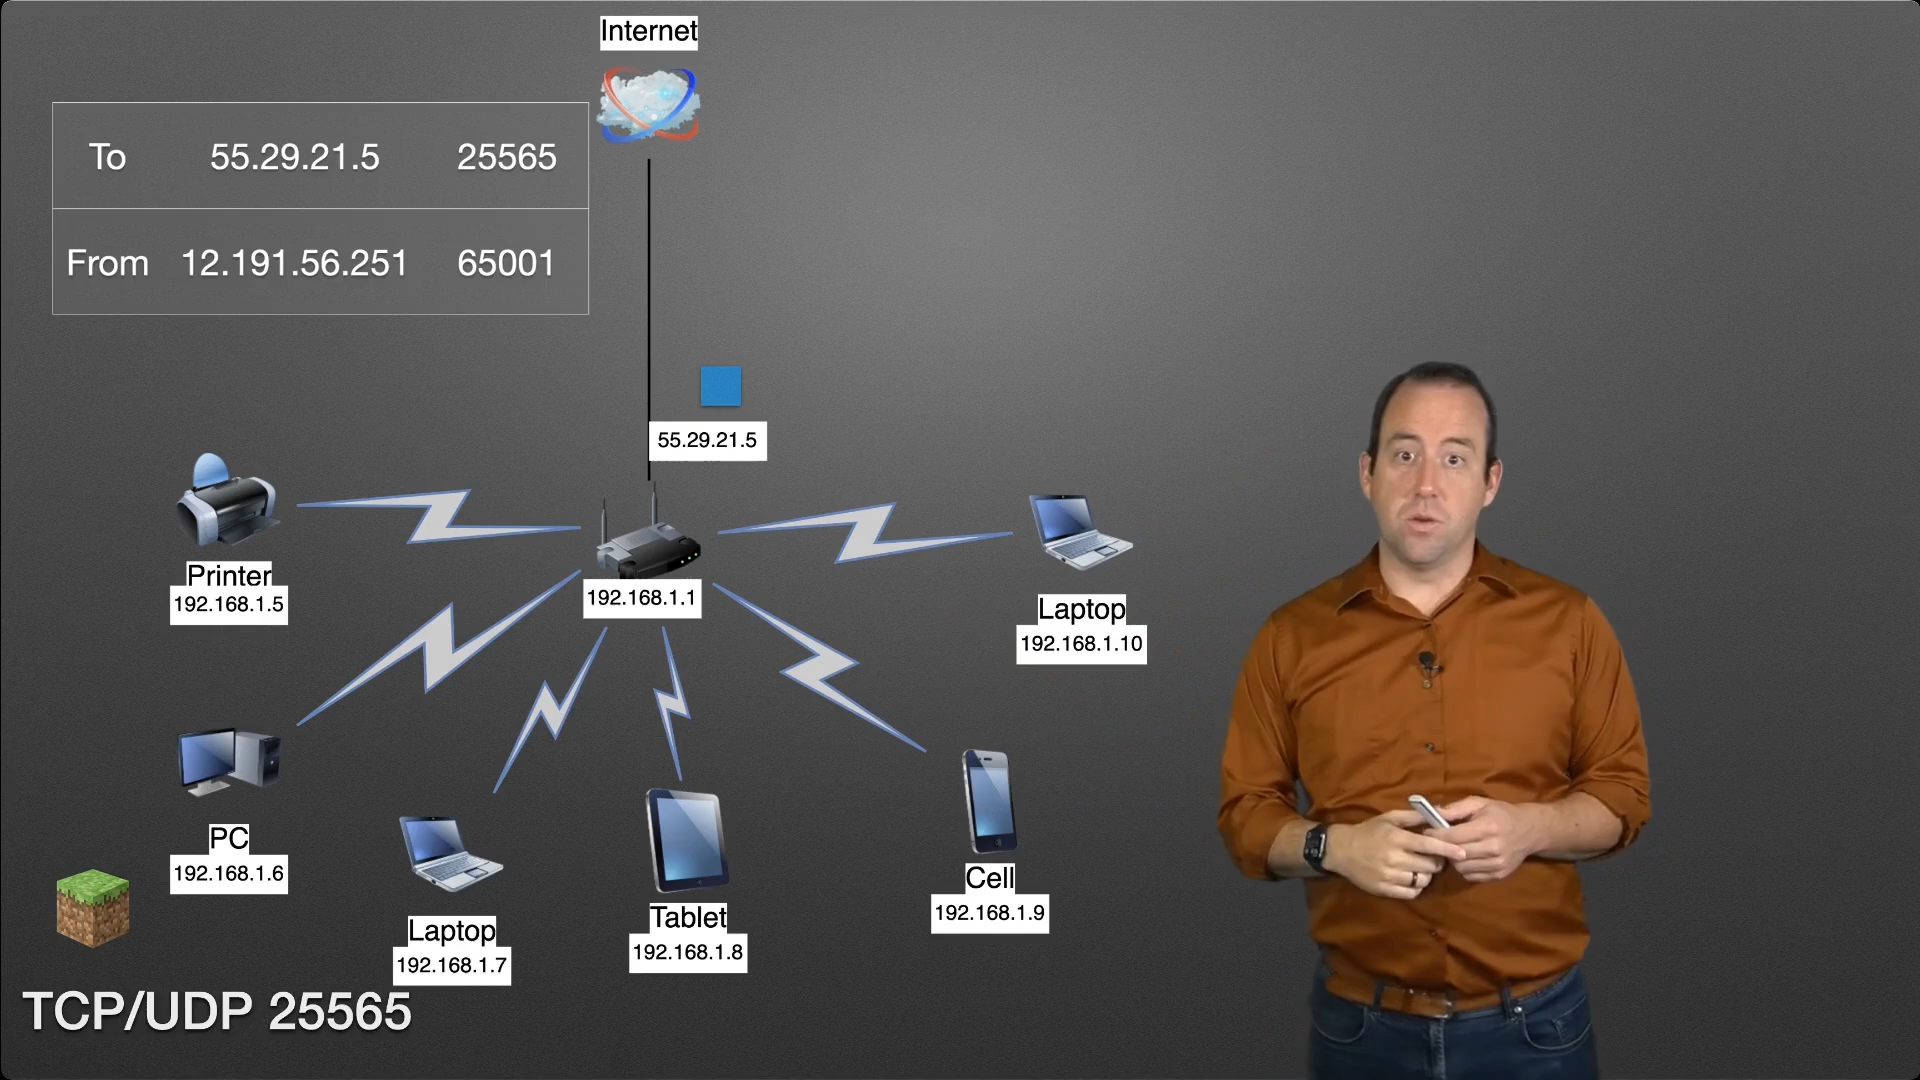 Internet
To 55.29.21.5 25565
From 12.191.56.251 65001
55.29.21.5
192.168.1.1
Printer
192.168.1.5
Laptop
192.168.1.10
PC
192.168.1.6
Laptop
192.168.1.7
Tablet
192.168.1.8
Cell
192.168.1.9
TCP/UDP 25565